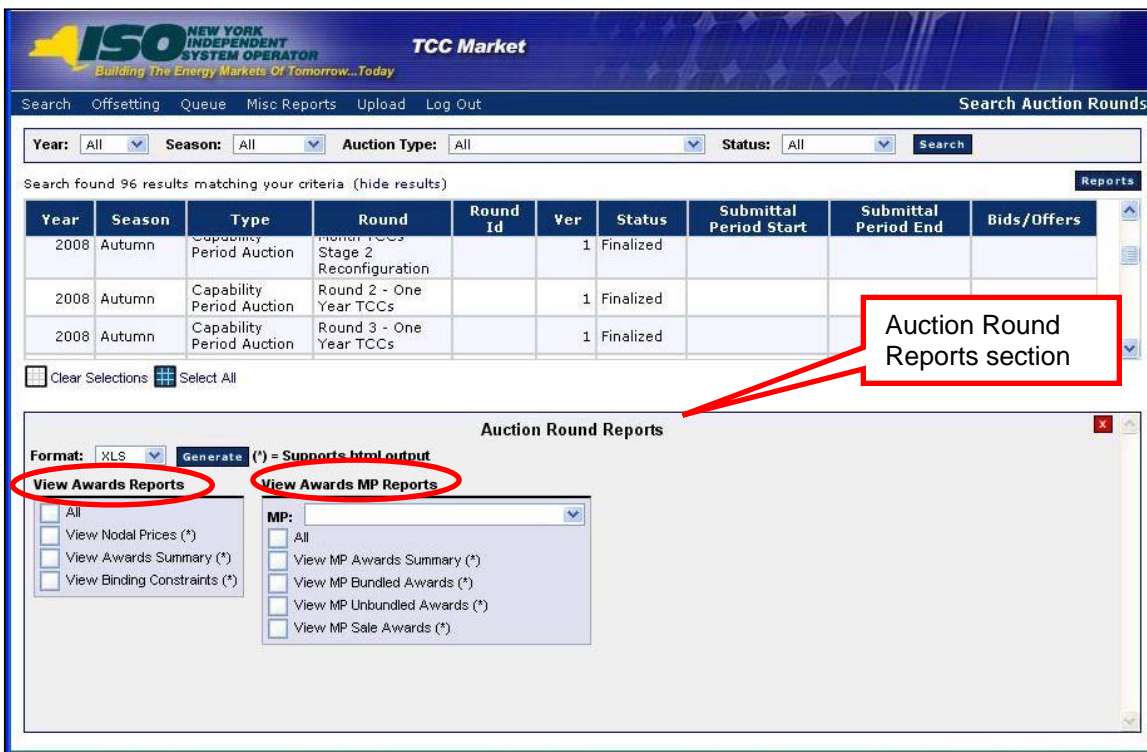 ISO NEW YORK
INDEPENDENT
SYSTEM OPERATOR
Building The Energy Markets Of Tomorrow...Today
TCC Market
Search Offsetting Queue Misc Reports Upload Log Out Search Auction Rounds
Year: All Season: All Auction Type: All Status: All Search
Search found 96 results matching your criteria (hide results) Reports
Year Season Type Round Round Id Ver Status Submittal Period Start Submittal Period End Bids/Offers
2008 Autumn Capability Period Auction Month TCCs Stage 2 Reconfiguration 1 Finalized
2008 Autumn Capability Period Auction Round 2 - One Year TCCs 1 Finalized
2008 Autumn Capability Period Auction Round 3 - One Year TCCs 1 Finalized
Auction Round
Reports section
Clear Selections Select All
Auction Round Reports x
Format: XLS Generate (*) = Supports html output
View Awards Reports
All
View Nodal Prices (*)
View Awards Summary (*)
View Binding Constraints (*)
View Awards MP Reports
MP:
All
View MP Awards Summary (*)
View MP Bundled Awards (*)
View MP Unbundled Awards (*)
View MP Sale Awards (*)